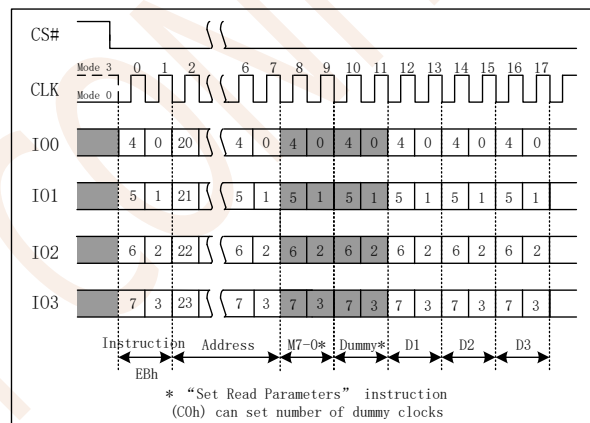 CS#
Mode 3 0 1 2 6 7 8 9 10 11 12 13 14 15 16 17
CLK Mode 0
IO0 4 0 20 4 0 4 0 4 0 4 0 4 0 4 0
IO1 5 1 21 5 1 5 1 5 1 5 1 5 1 5 1
IO2 6 2 22 6 2 6 2 6 2 6 2 6 2 6 2
IO3 7 3 23 7 3 7 3 7 3 7 3 7 3 7 3
Instruction Address M7-0* Dummy* D1 D2 D3
EBh
* “Set Read Parameters” instruction
(C0h) can set number of dummy clocks